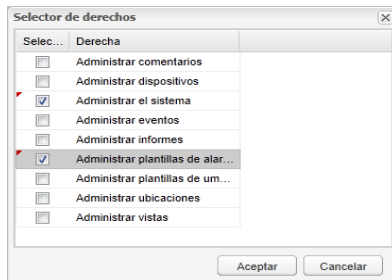 Selector de derechos
Selec... Derecha
Administrar comentarios
Administrar dispositivos
Administrar el sistema
Administrar eventos
Administrar informes
Administrar plantillas de alar...
Administrar plantillas de um...
Administrar ubicaciones
Administrar vistas
Aceptar Cancelar